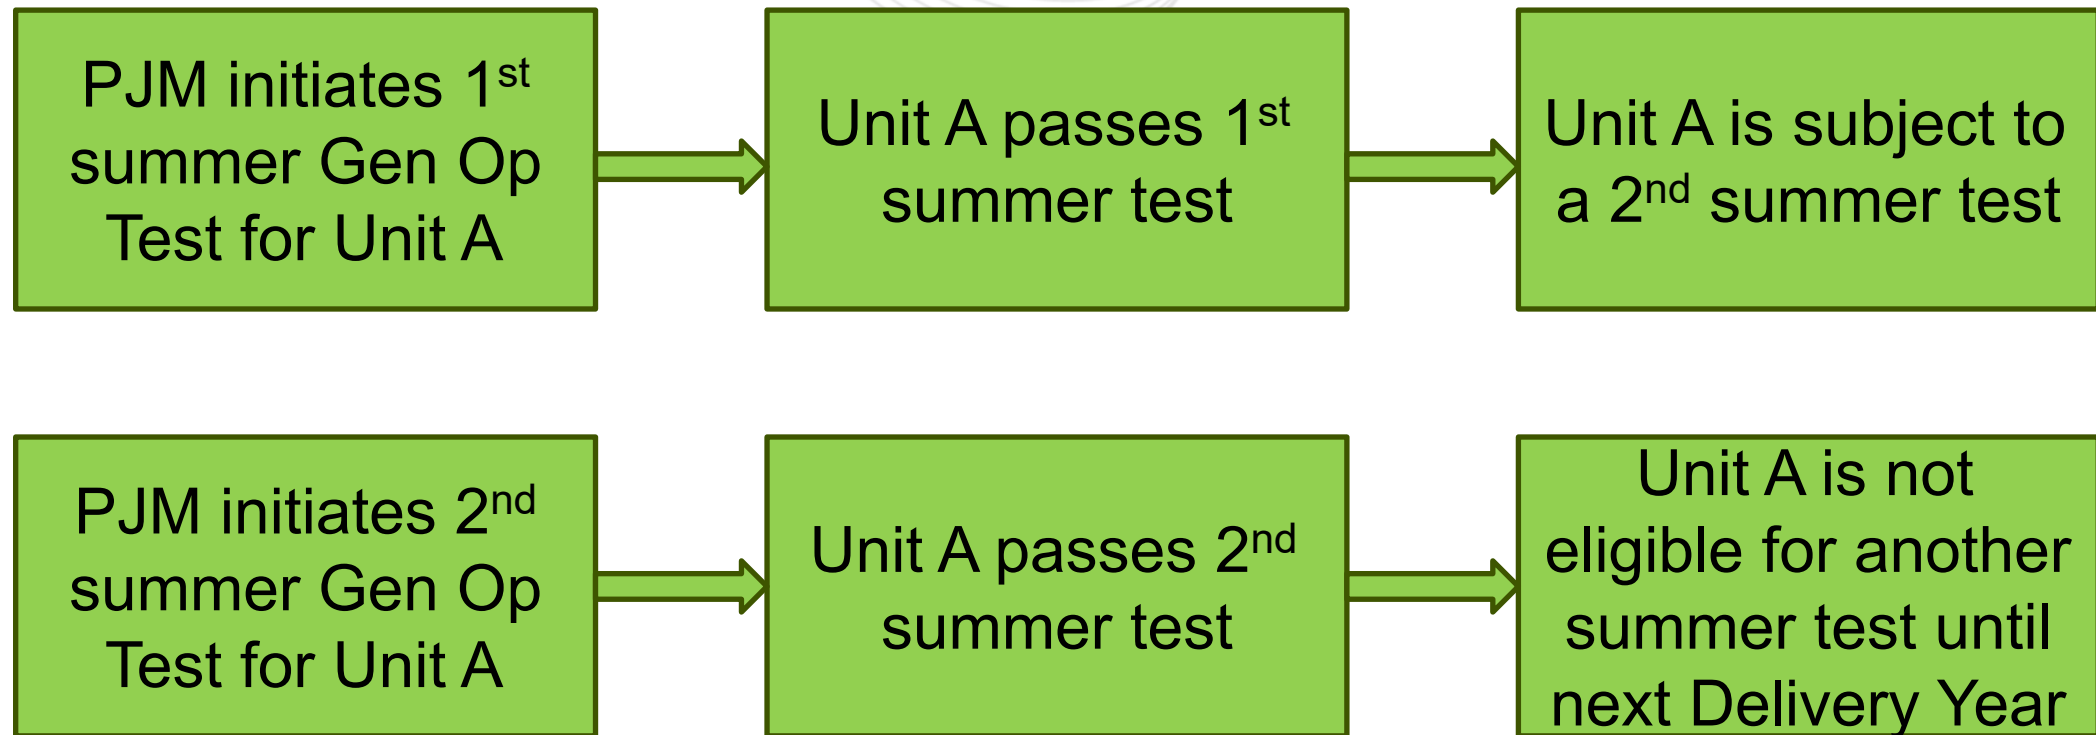 PJM initiates 1st
summer Gen Op
Test for Unit A
Unit A passes 1st
summer test
Unit A is subject to
a 2nd summer test
PJM initiates 2nd
summer Gen Op
Test for Unit A
Unit A passes 2nd
summer test
Unit A is not
eligible for another
summer test until
next Delivery Year